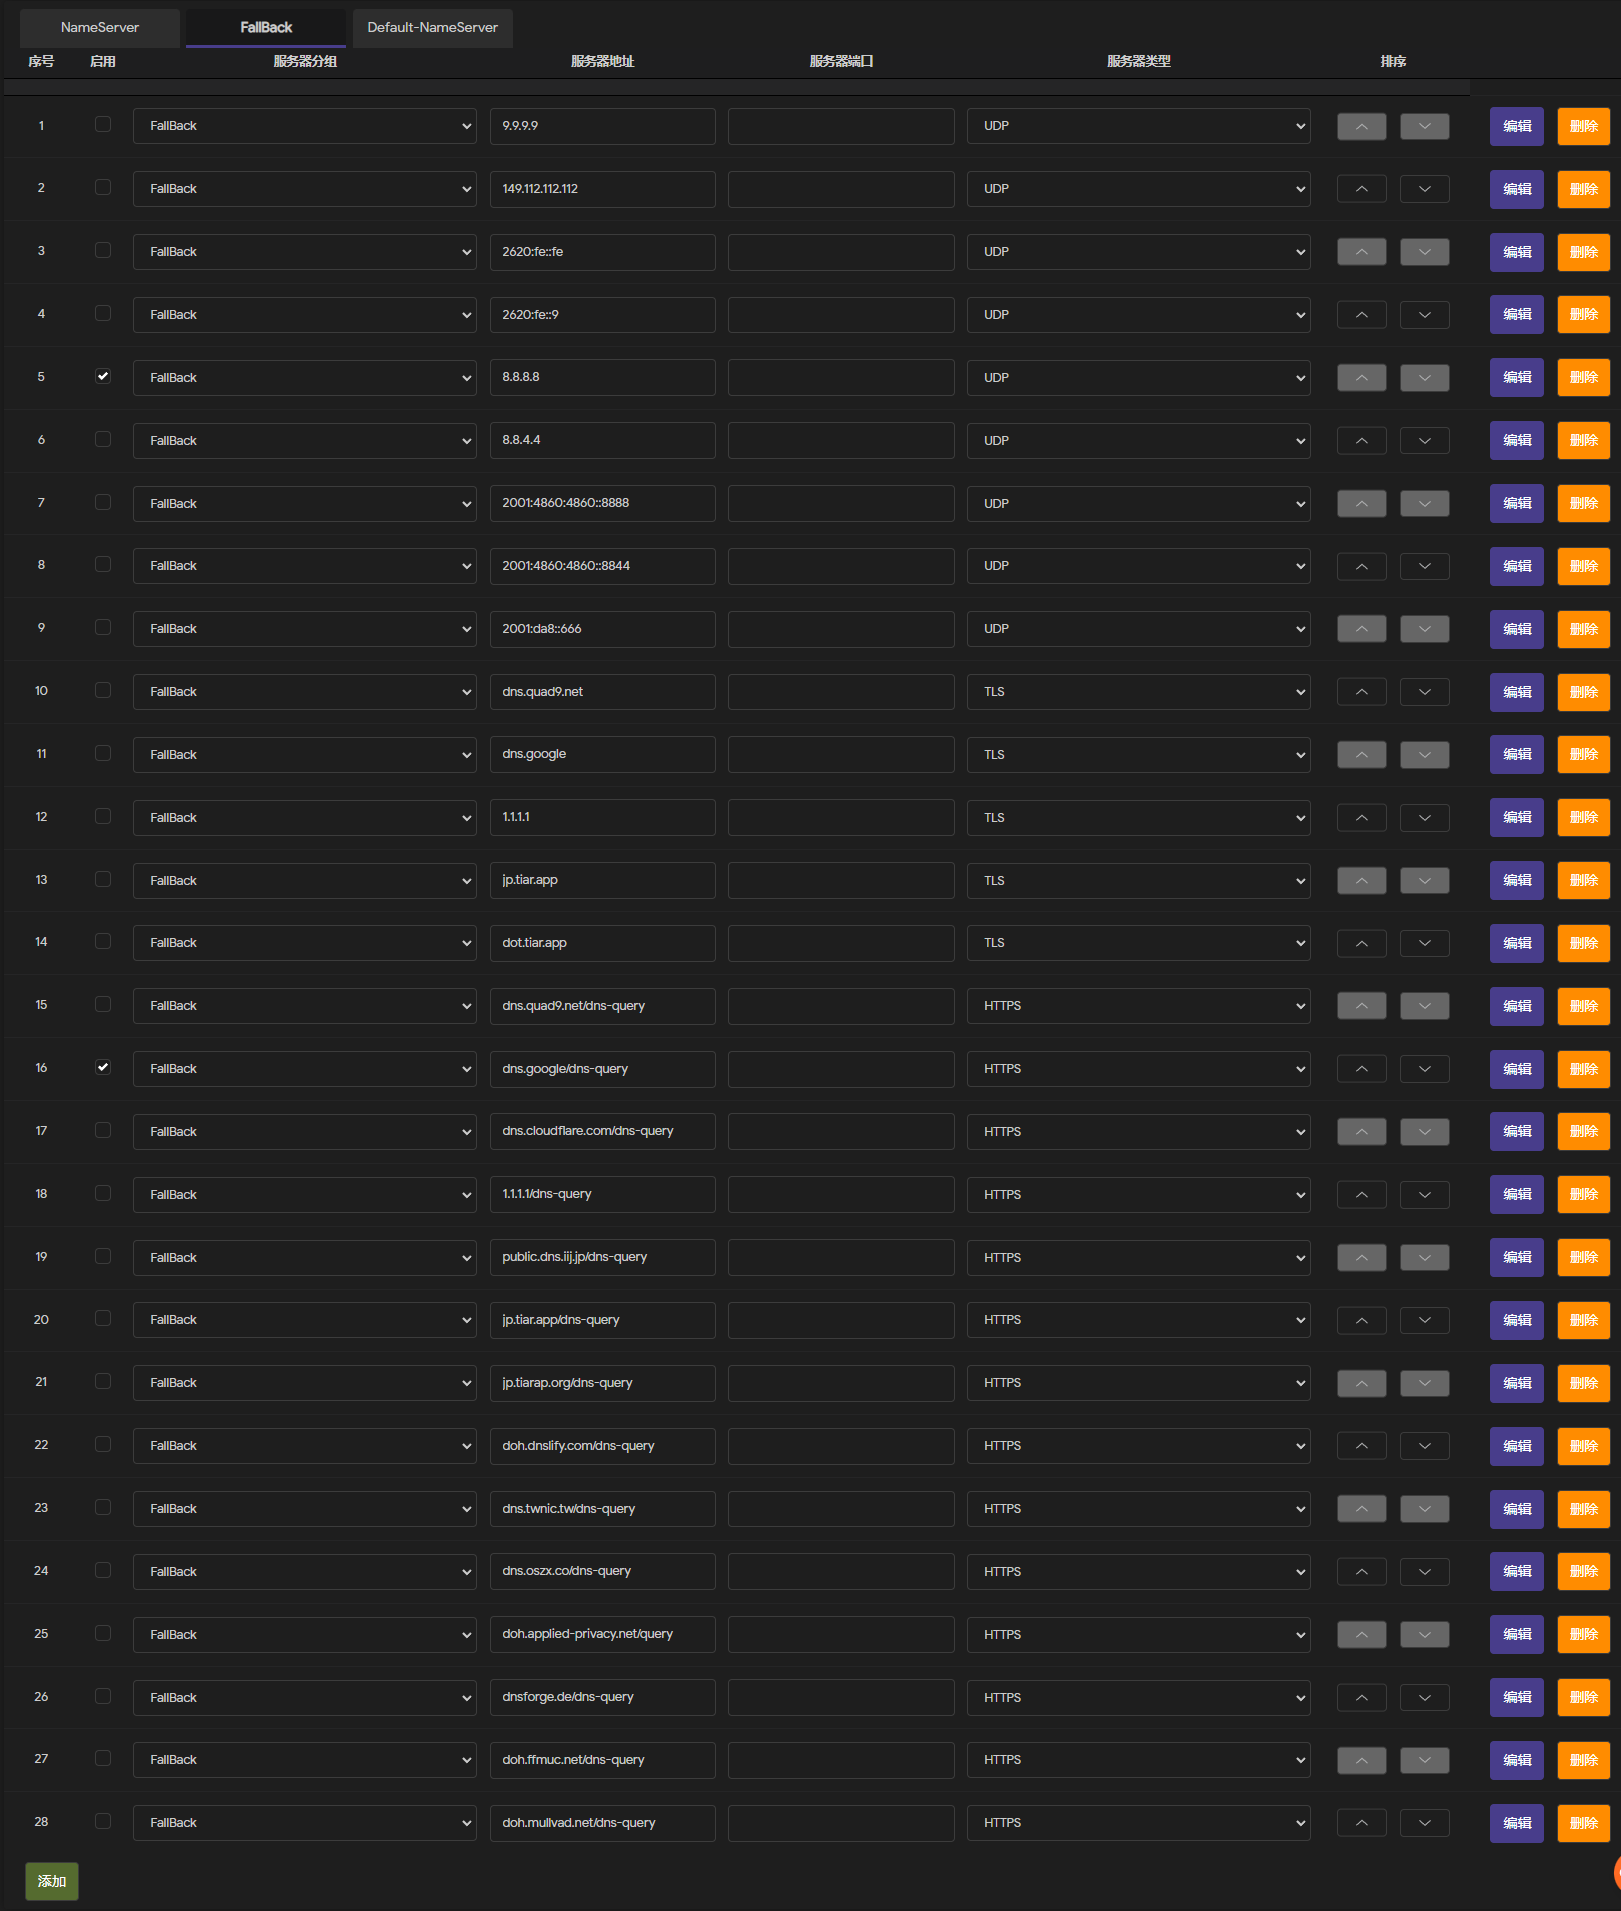 NameServer FallBack Default-NameServer
序号 启用 服务器分组 服务器地址 服务器端口 服务器类型 排序
1 FallBack 9.9.9.9 UDP 编辑 删除
2 FallBack 149.112.112.112 UDP 编辑 删除
3 FallBack 2620:fe::fe UDP 编辑 删除
4 FallBack 2620:fe::9 UDP 编辑 删除
5 FallBack 8.8.8.8 UDP 编辑 删除
6 FallBack 8.8.4.4 UDP 编辑 删除
7 FallBack 2001:4860:4860::8888 UDP 编辑 删除
8 FallBack 2001:4860:4860::8844 UDP 编辑 删除
9 FallBack 2001:da8::666 UDP 编辑 删除
10 FallBack dns.quad9.net TLS 编辑 删除
11 FallBack dns.google TLS 编辑 删除
12 FallBack 1.1.1.1 TLS 编辑 删除
13 FallBack jp.tiar.app TLS 编辑 删除
14 FallBack dot.tiar.app TLS 编辑 删除
15 FallBack dns.quad9.net/dns-query HTTPS 编辑 删除
16 FallBack dns.google/dns-query HTTPS 编辑 删除
17 FallBack dns.cloudflare.com/dns-query HTTPS 编辑 删除
18 FallBack 1.1.1.1/dns-query HTTPS 编辑 删除
19 FallBack public.dns.iij.jp/dns-query HTTPS 编辑 删除
20 FallBack jp.tiar.app/dns-query HTTPS 编辑 删除
21 FallBack jp.tiarap.org/dns-query HTTPS 编辑 删除
22 FallBack doh.dnslify.com/dns-query HTTPS 编辑 删除
23 FallBack dns.twnic.tw/dns-query HTTPS 编辑 删除
24 FallBack dns.oszx.co/dns-query HTTPS 编辑 删除
25 FallBack doh.applied-privacy.net/query HTTPS 编辑 删除
26 FallBack dnsforge.de/dns-query HTTPS 编辑 删除
27 FallBack doh.ffmuc.net/dns-query HTTPS 编辑 删除
28 FallBack doh.mullvad.net/dns-query HTTPS 编辑 删除
添加